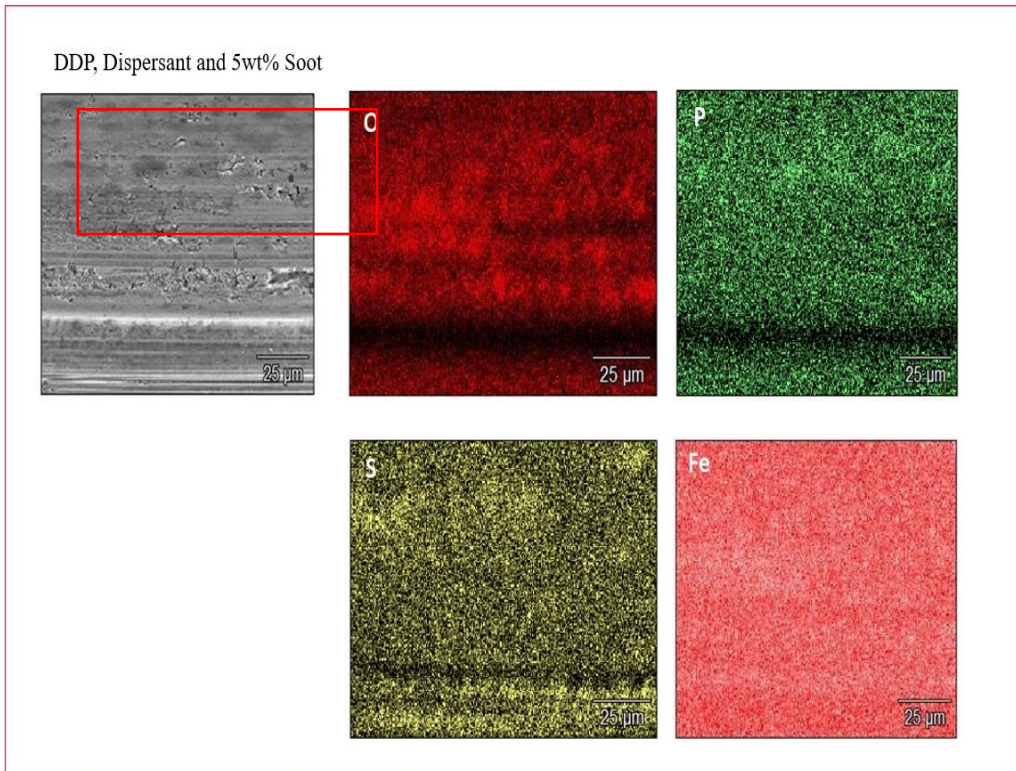 DDP, Dispersant and 5wt% Soot
O
P
25 μm
25 μm
25 μm
S
Fe
25 μm
25 μm